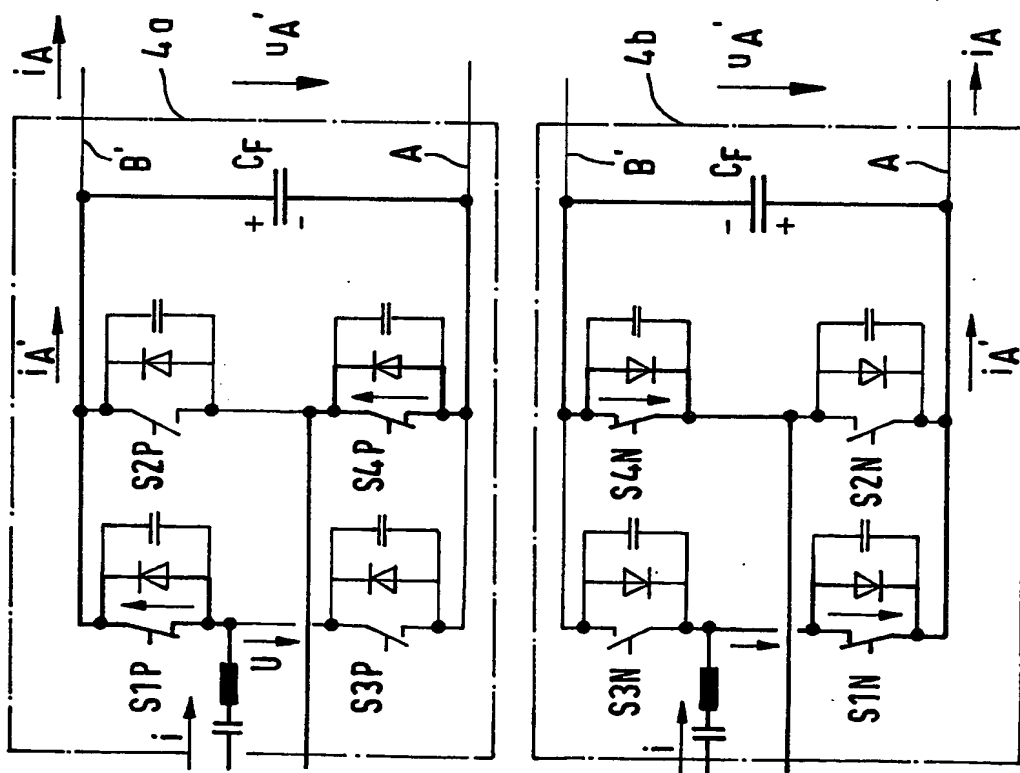 iA
4a
uA'
B'
CF
+
-
A
iA'
S2P
S4P
S1P
U
S3P
i
iA
4b
uA'
B'
CF
-
+
A
iA'
S4N
S2N
S3N
S1N
i